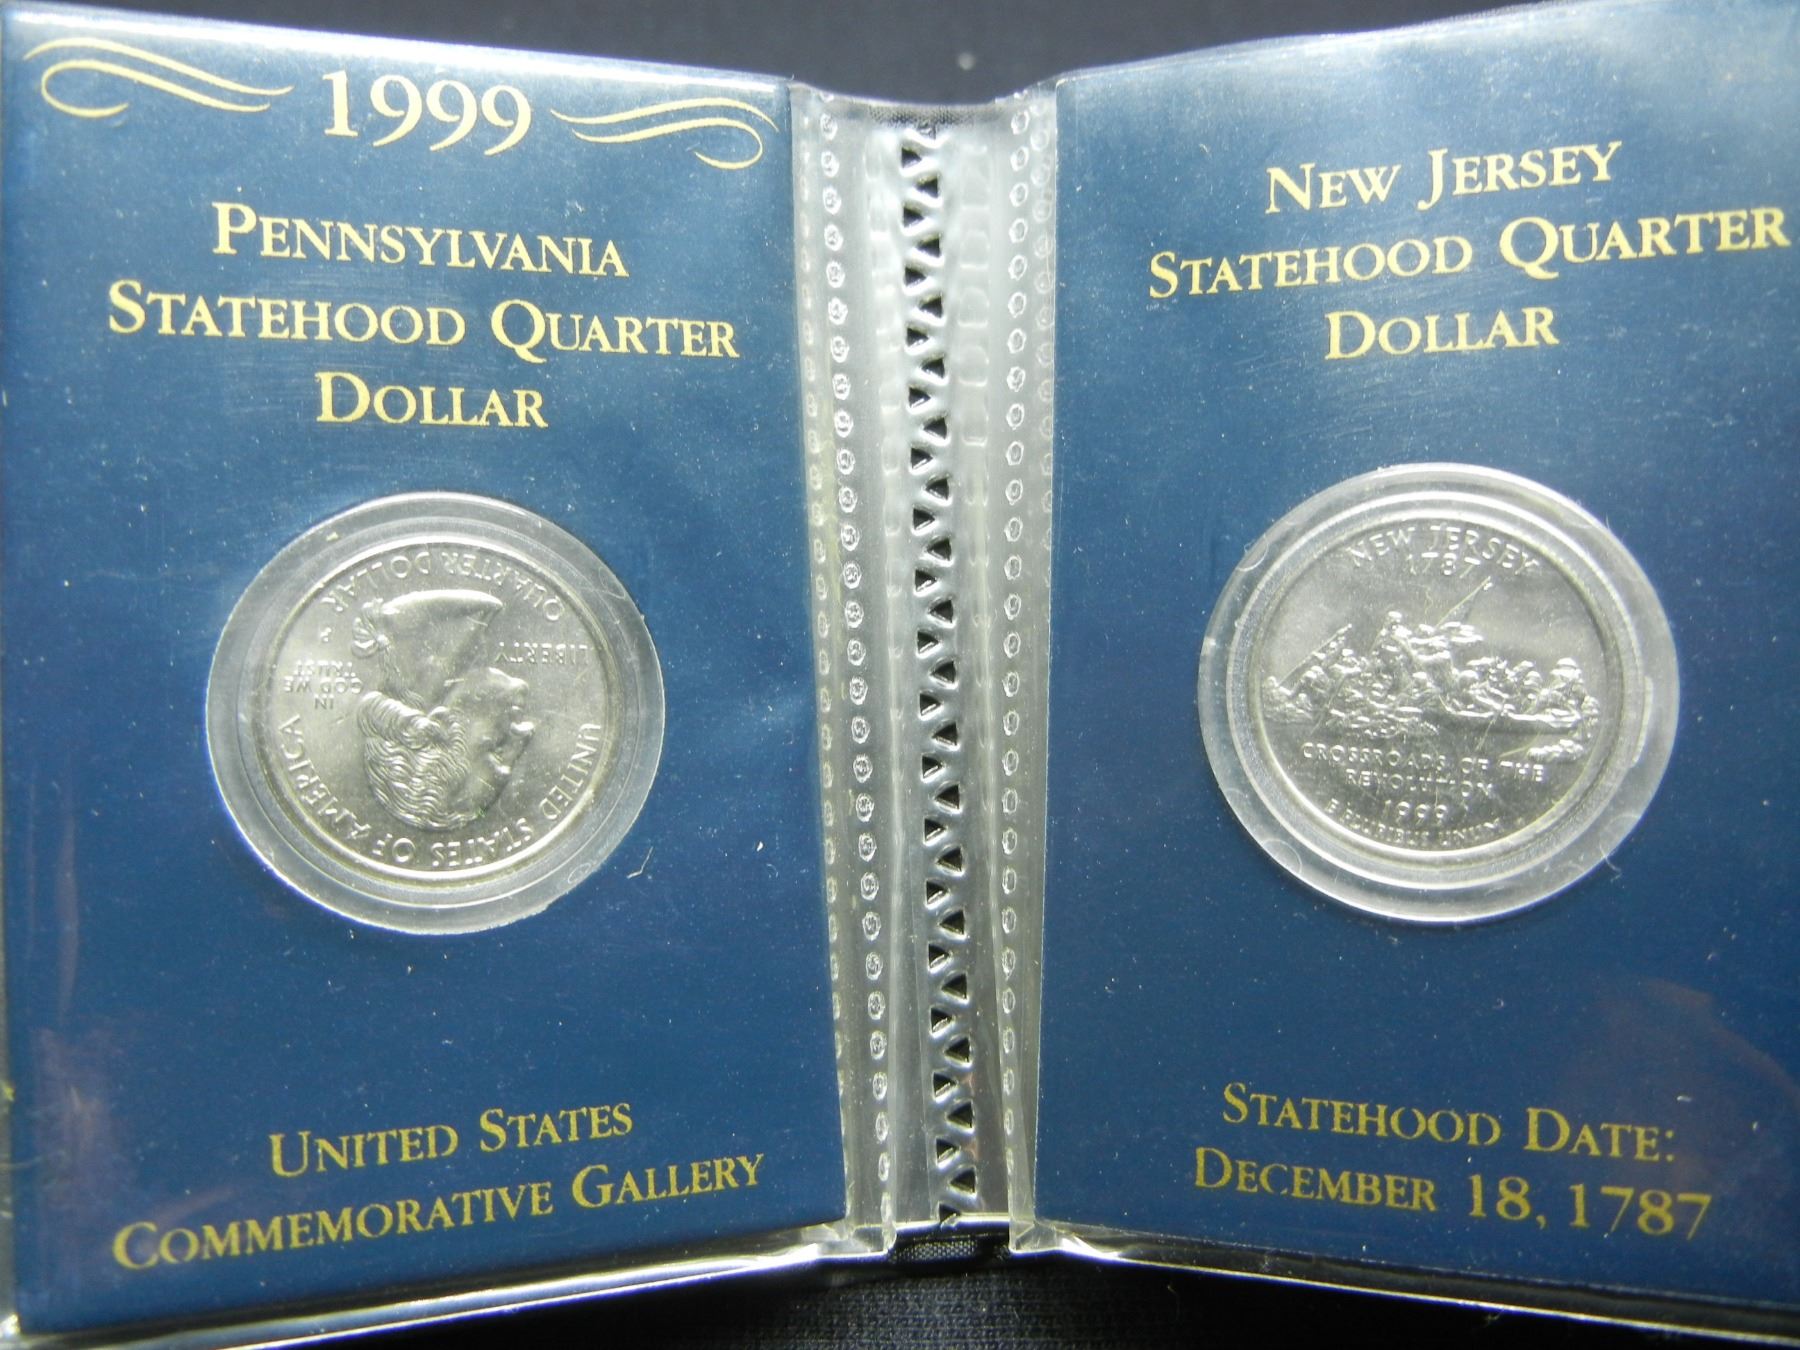 1999
PENNSYLVANIA
STATEHOOD QUARTER
DOLLAR
UNITED STATES OF AMERICA
LIBERTY
IN
GOD WE
TRUST
QUARTER DOLLAR
UNITED STATES
COMMEMORATIVE GALLERY
NEW JERSEY
STATEHOOD QUARTER
DOLLAR
NEW JERSEY
1787
CROSSROADS OF THE
REVOLUTION
1999
E PLURIBUS UNUM
STATEHOOD DATE:
DECEMBER 18, 1787